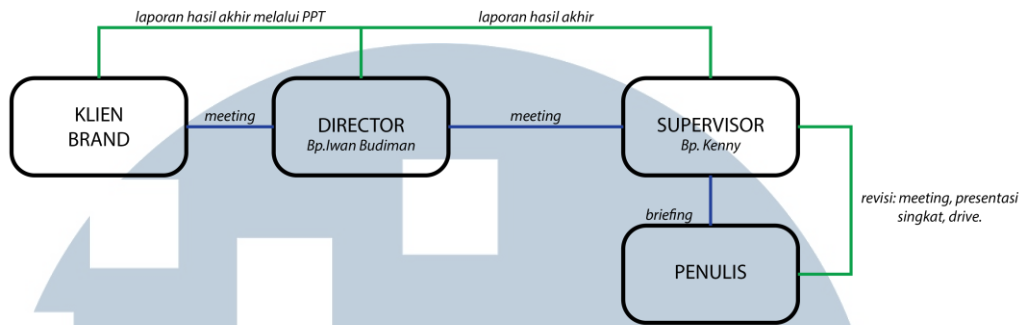 laporan hasil akhir melalui PPT
laporan hasil akhir
KLIEN
BRAND
meeting
DIRECTOR
Bp.Iwan Budiman
meeting
SUPERVISOR
Bp. Kenny
revisi: meeting, presentasi
singkat, drive.
briefing
PENULIS